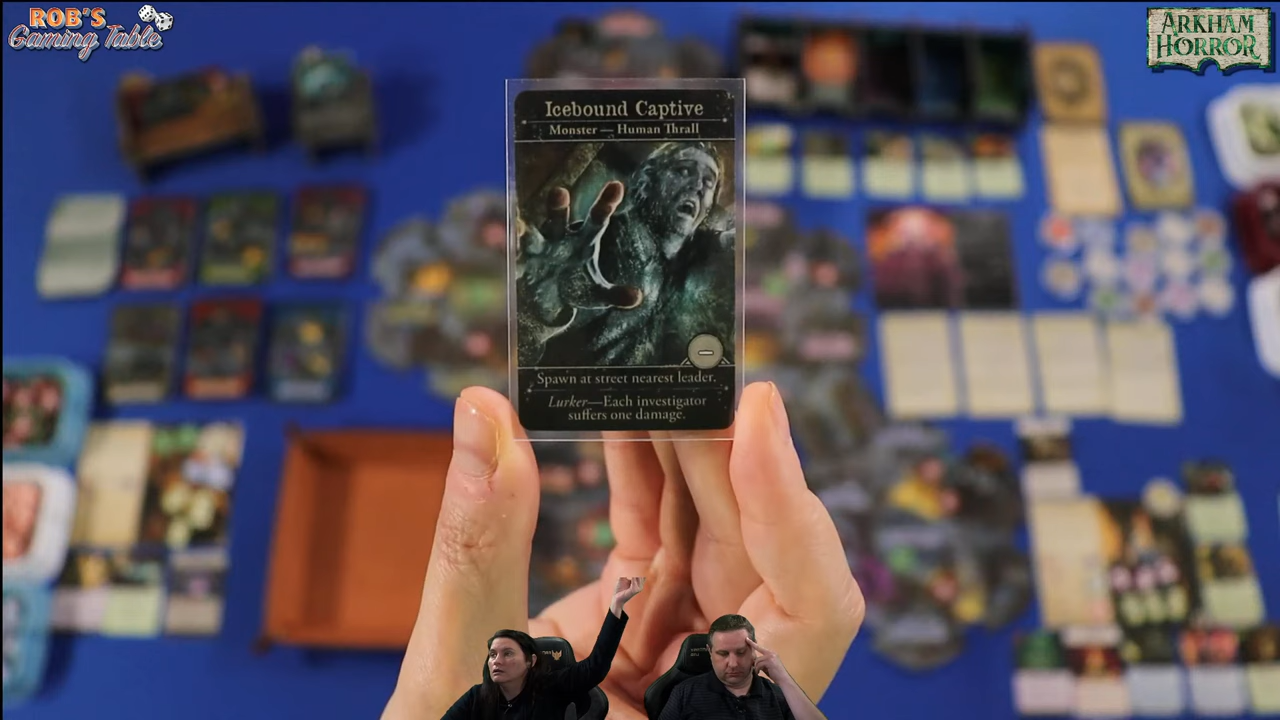 ROB'S
Gaming Table
ARKHAM
HORROR
Icebound Captive
Monster — Human Thrall
Spawn at street nearest leader.
Lurker—Each investigator
suffers one damage.